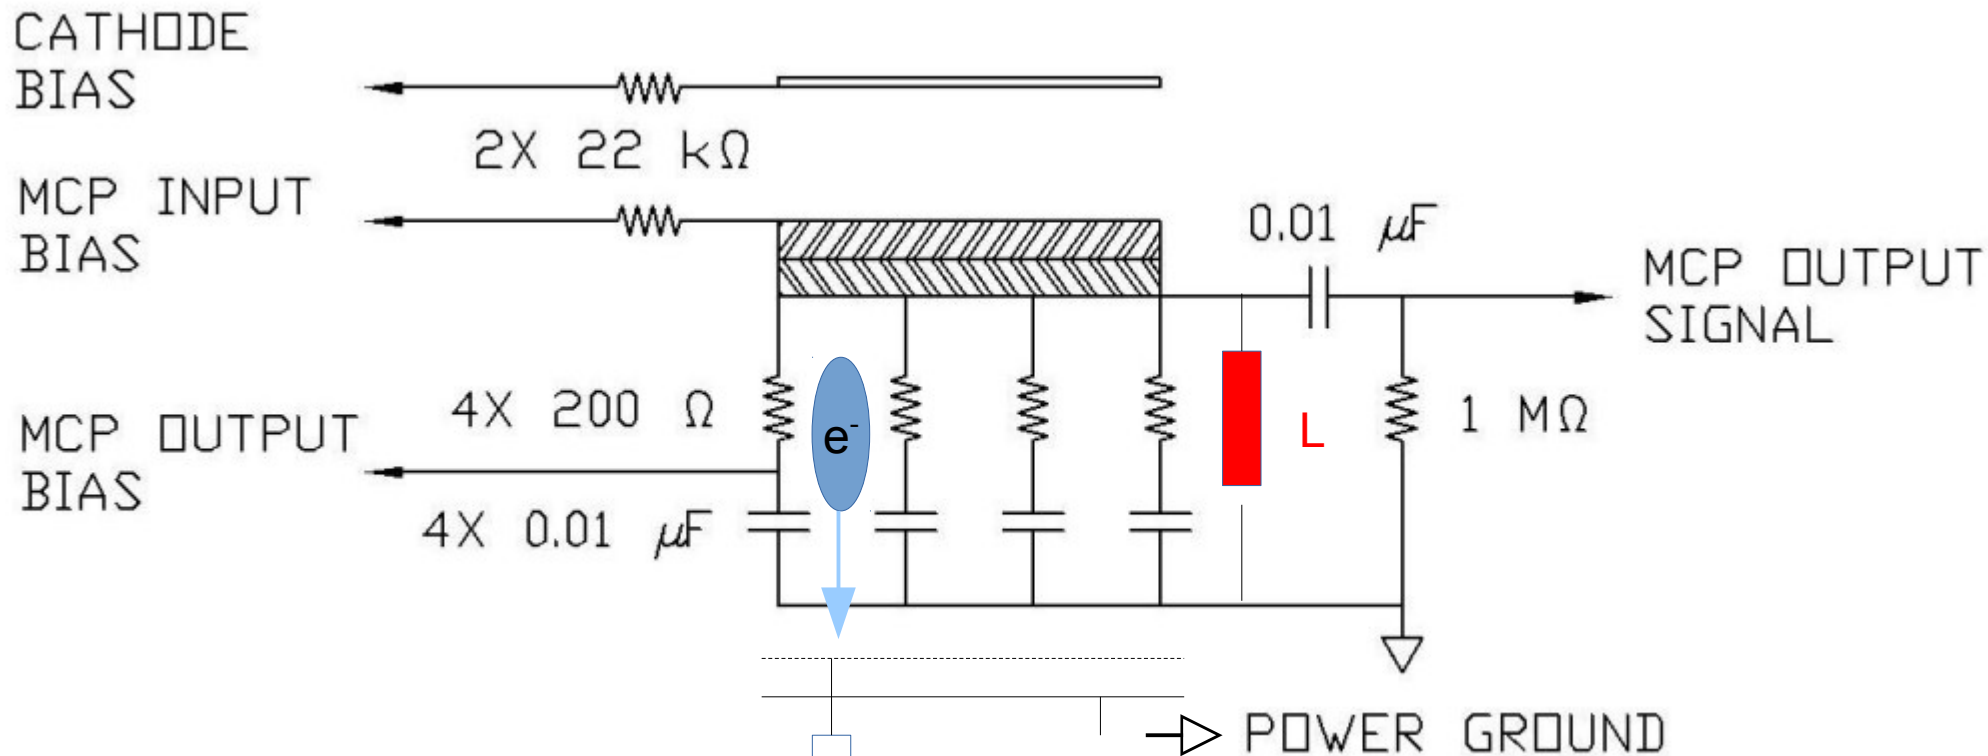 CATHODE
BIAS
2X 22 kΩ
MCP INPUT
BIAS
0.01 μF
MCP OUTPUT
SIGNAL
4X 200 Ω
e-
L
1 MΩ
MCP OUTPUT
BIAS
4X 0.01 μF
POWER GROUND